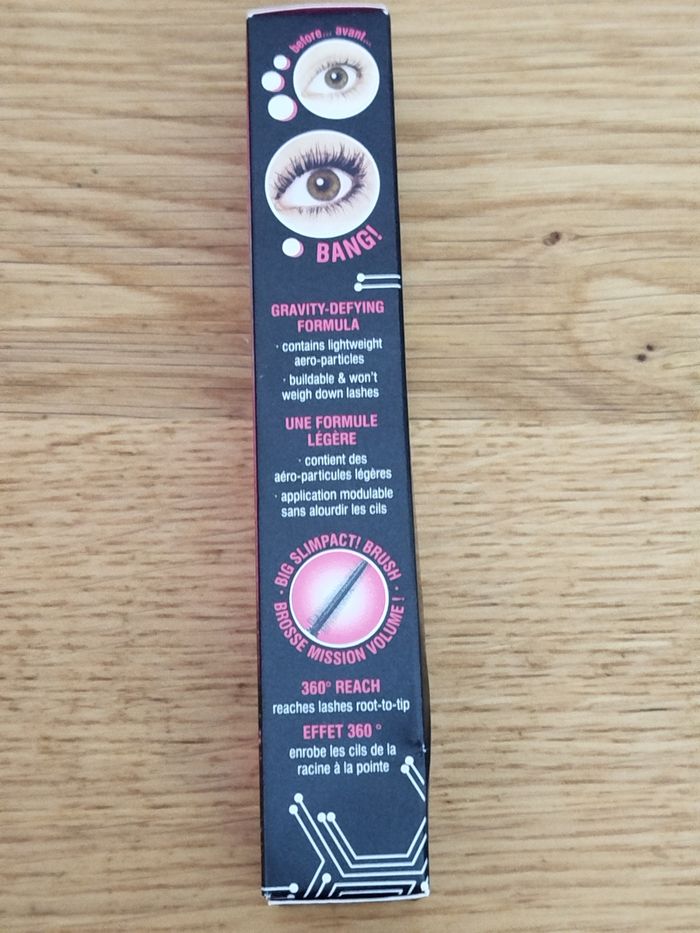 before... avant...
BANG!
GRAVITY-DEFYING
FORMULA
· contains lightweight
aero-particles
· buildable & won't
weigh down lashes
UNE FORMULE
LÉGÈRE
· contient des
aéro-particules légères
· application modulable
sans alourdir les cils
· BIG SLIMPACT! BRUSH ·
BROSSE MISSION VOLUME !
360° REACH
reaches lashes root-to-tip
EFFET 360 °
enrobe les cils de la
racine à la pointe